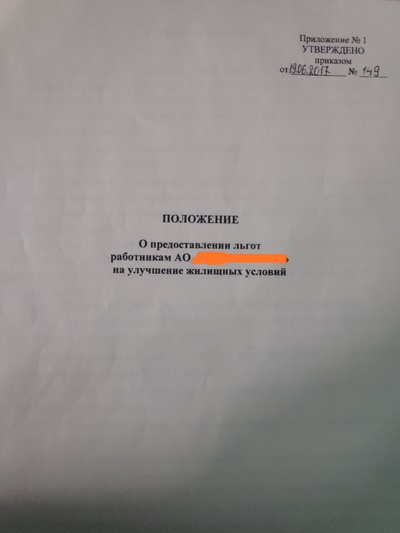 Приложение № 1
УТВЕРЖДЕНО
приказом
от 19.06.2017 № 149
ПОЛОЖЕНИЕ
О предоставлении льгот
работникам АО »
на улучшение жилищных условий